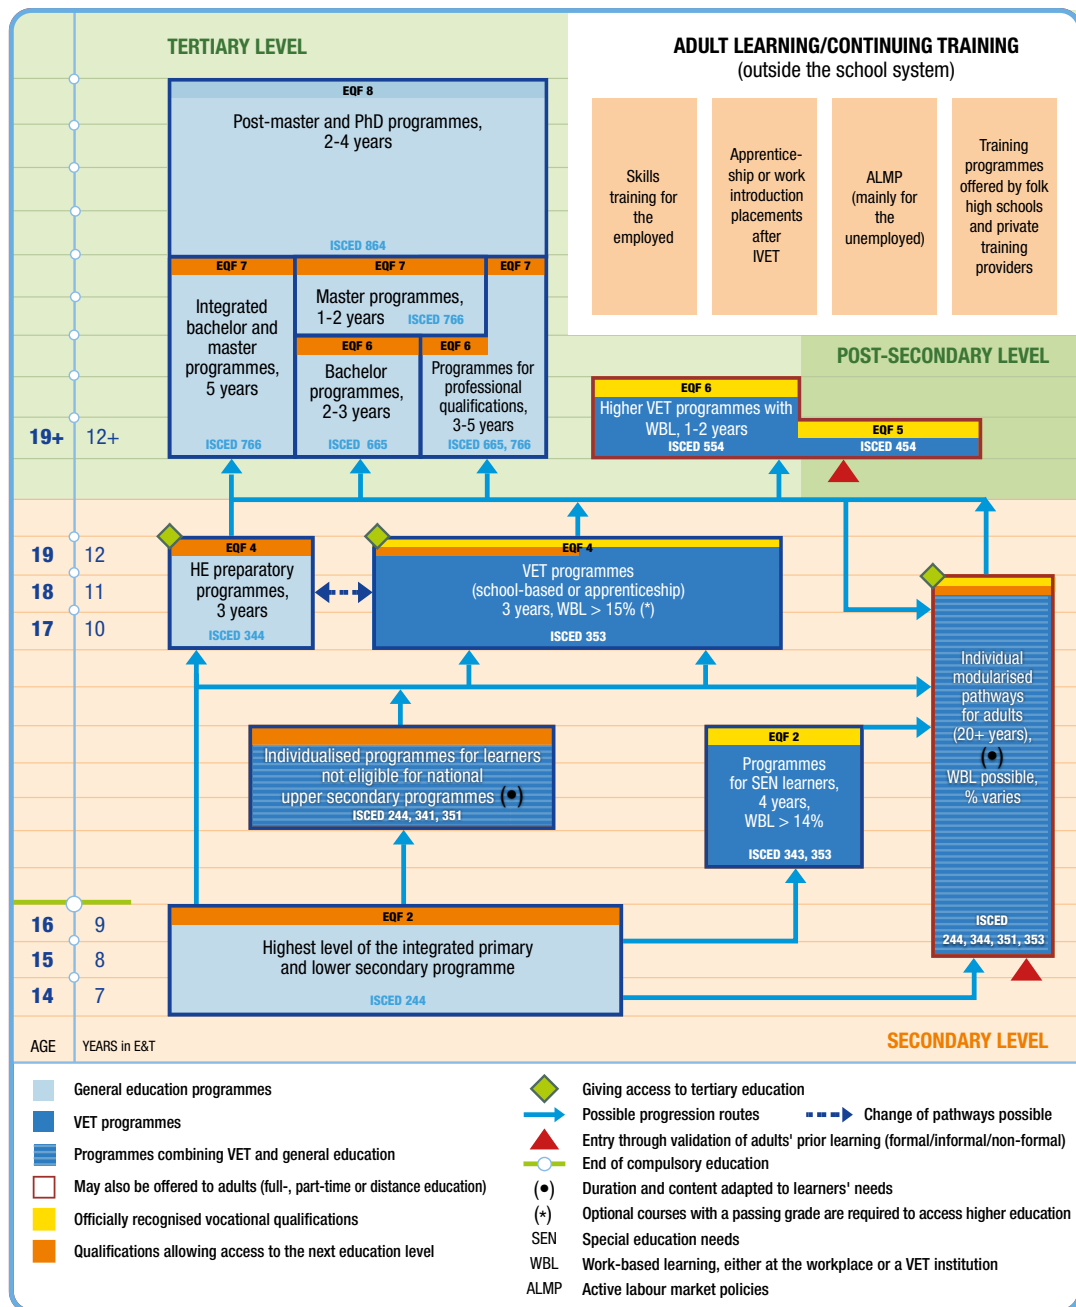 TERTIARY LEVEL
ADULT LEARNING/CONTINUING TRAINING
(outside the school system)
Skills
training for
the
employed
Apprentice-
ship or work
introduction
placements
after
IVET
ALMP
(mainly for
the
unemployed)
Training
programmes
offered by folk
high schools
and private
training
providers
EQF 8
Post-master and PhD programmes,
2-4 years
ISCED 864
EQF 7
Integrated
bachelor and
master
programmes,
5 years
ISCED 766
EQF 7
Master programmes,
1-2 years ISCED 766
EQF 7
EQF 6
Bachelor
programmes,
2-3 years
ISCED 665
EQF 6
Programmes for
professional
qualifications,
3-5 years
ISCED 665, 766
POST-SECONDARY LEVEL
EQF 6
Higher VET programmes with
WBL, 1-2 years
ISCED 554
EQF 5
ISCED 454
19+ 12+
19 12
18 11
17 10
EQF 4
HE preparatory
programmes,
3 years
ISCED 344
EQF 4
VET programmes
(school-based or apprenticeship)
3 years, WBL > 15% (*)
ISCED 353
Individual
modularised
pathways
for adults
(20+ years),
(•)
WBL possible,
% varies
ISCED
244, 344, 351, 353
Individualised programmes for learners
not eligible for national
upper secondary programmes (•)
ISCED 244, 341, 351
EQF 2
Programmes
for SEN learners,
4 years,
WBL > 14%
ISCED 343, 353
16 9
15 8
14 7
EQF 2
Highest level of the integrated primary
and lower secondary programme
ISCED 244
AGE YEARS in E&T
SECONDARY LEVEL
General education programmes
VET programmes
Programmes combining VET and general education
May also be offered to adults (full-, part-time or distance education)
Officially recognised vocational qualifications
Qualifications allowing access to the next education level
Giving access to tertiary education
Possible progression routes
Change of pathways possible
Entry through validation of adults' prior learning (formal/informal/non-formal)
End of compulsory education
(•) Duration and content adapted to learners' needs
(*) Optional courses with a passing grade are required to access higher education
SEN Special education needs
WBL Work-based learning, either at the workplace or a VET institution
ALMP Active labour market policies